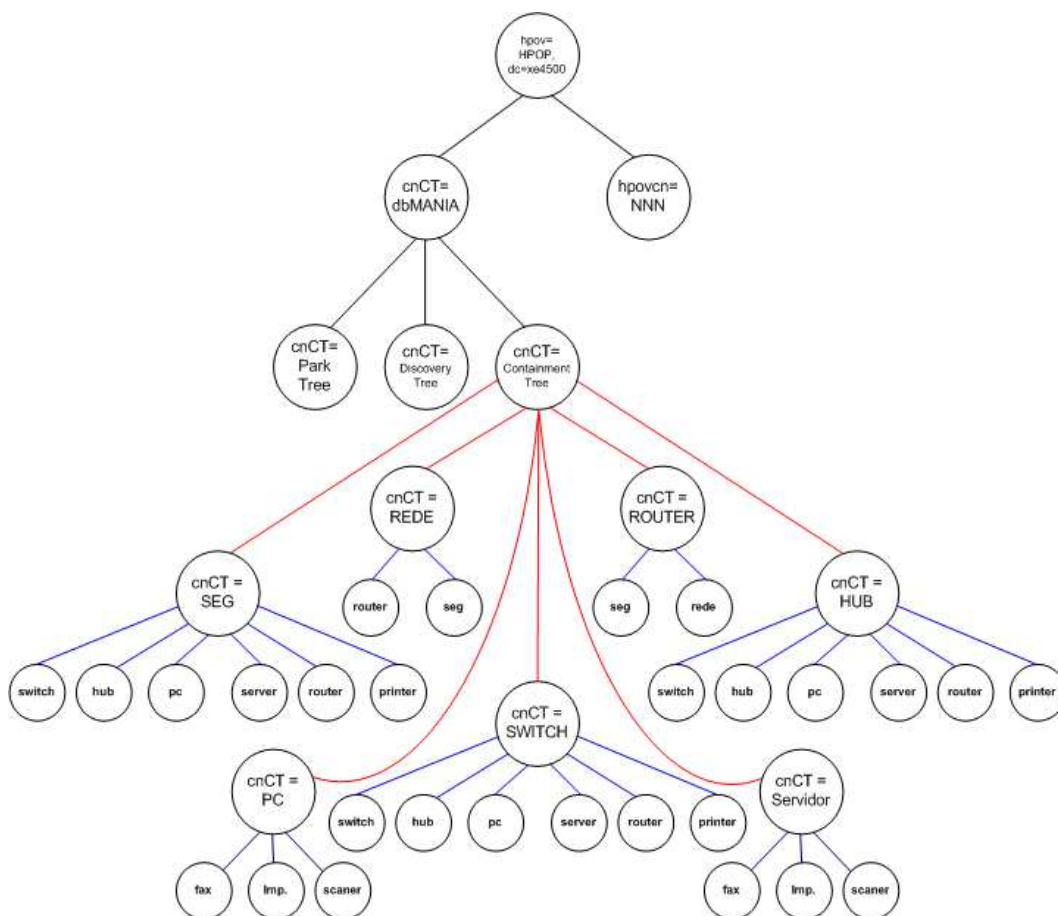 hpov=
HPOP,
dc=xe4500
cnCT=
dbMANIA
hpovcn=
NNN
cnCT=
Park
Tree
cnCT=
Discovery
Tree
cnCT=
Containment
Tree
cnCT =
REDE
cnCT =
ROUTER
cnCT =
SEG
router
seg
seg
rede
cnCT =
HUB
switch
hub
pc
server
router
printer
switch
hub
pc
server
router
printer
cnCT =
SWITCH
cnCT =
PC
cnCT =
Servidor
switch
hub
pc
server
router
printer
fax
Imp.
scaner
fax
Imp.
scaner